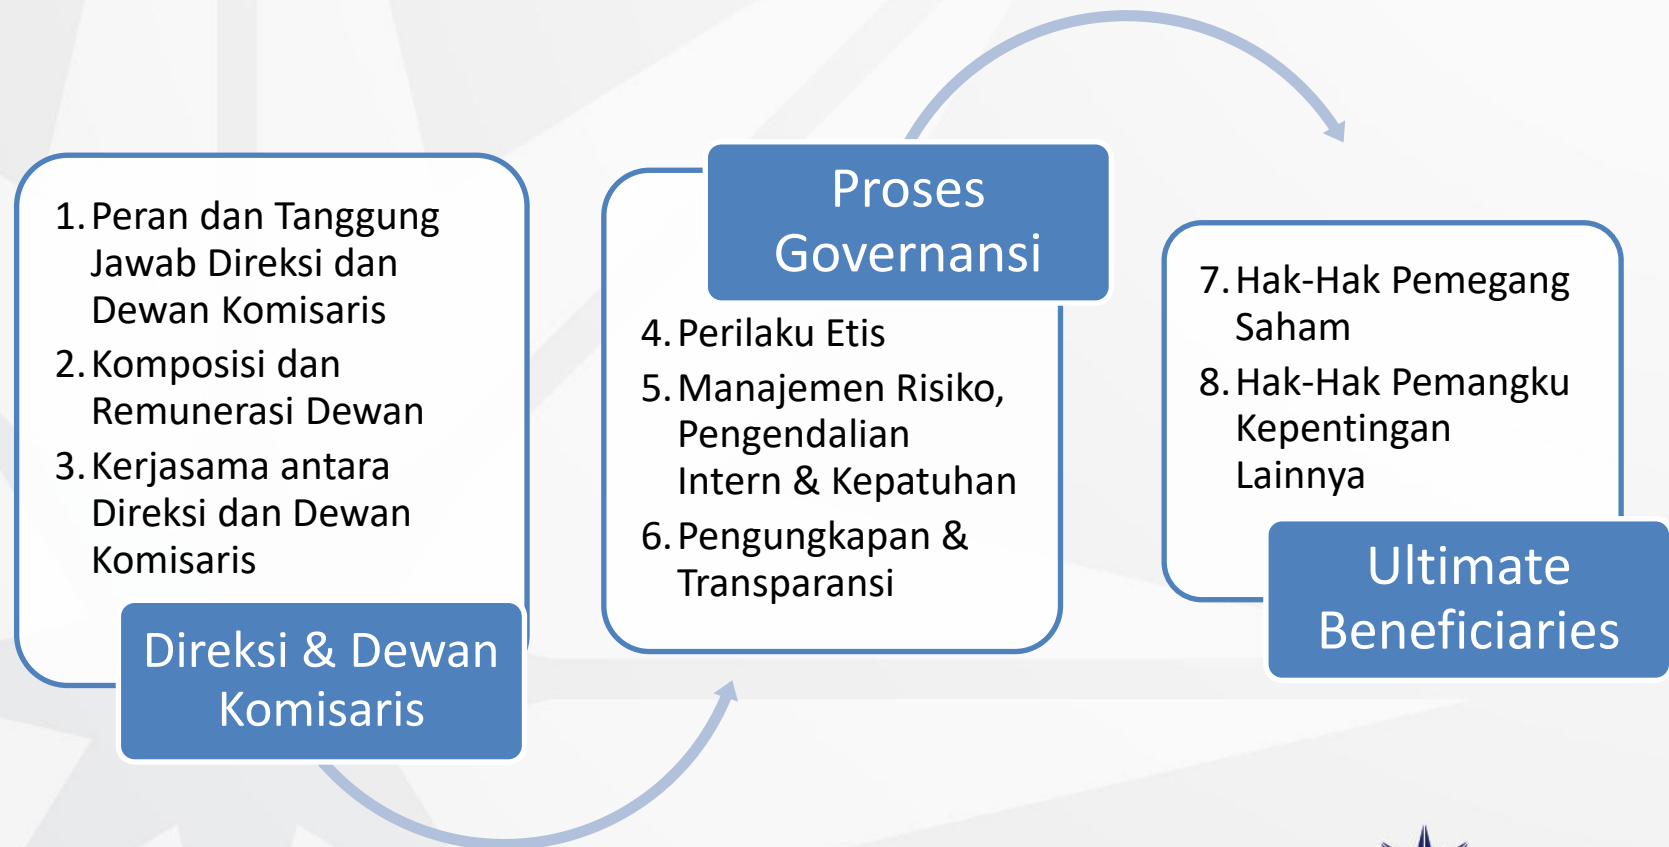 1. Peran dan Tanggung
Jawab Direksi dan
Dewan Komisaris
2. Komposisi dan
Remunerasi Dewan
3. Kerjasama antara
Direksi dan Dewan
Komisaris
Direksi & Dewan
Komisaris
Proses
Governansi
4. Perilaku Etis
5. Manajemen Risiko,
Pengendalian
Intern & Kepatuhan
6. Pengungkapan &
Transparansi
7. Hak-Hak Pemegang
Saham
8. Hak-Hak Pemangku
Kepentingan
Lainnya
Ultimate
Beneficiaries